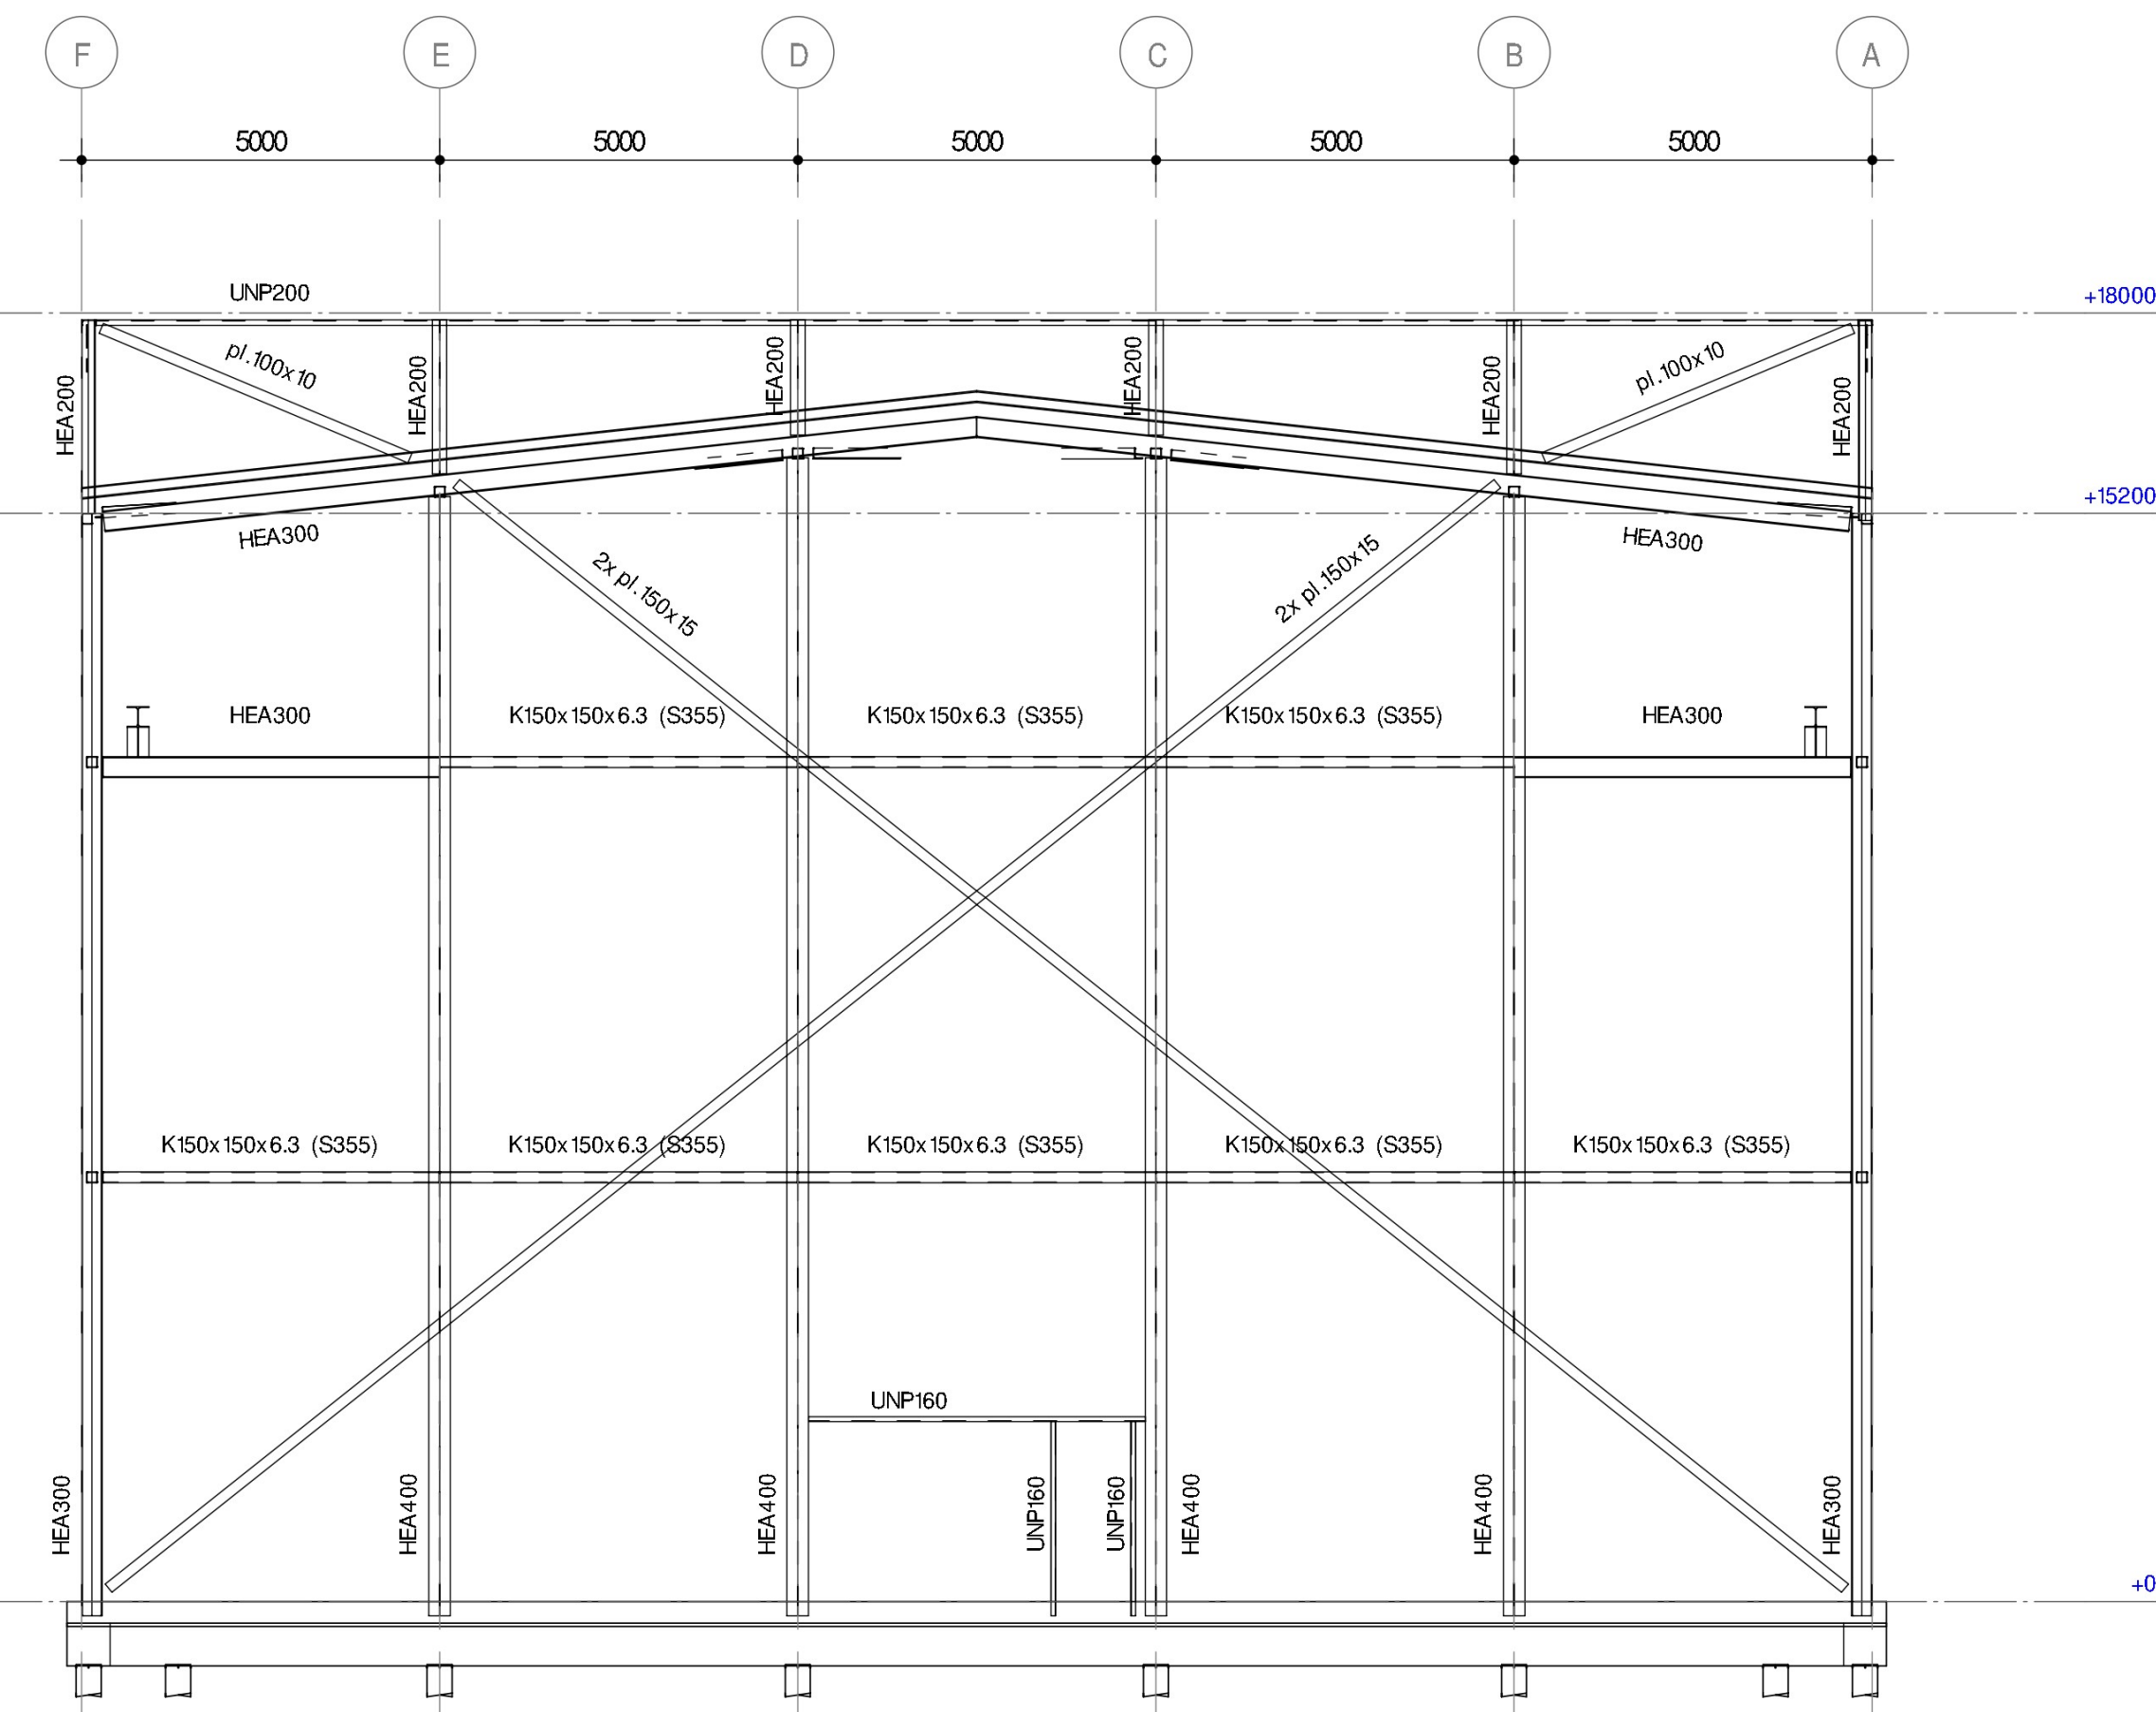 F E D C B A
5000 5000 5000 5000 5000
UNP200
+18000
pl.100x10
pl.100x10
HEA200
HEA200
HEA200
HEA200
HEA200
HEA200
+15200
HEA300
HEA300
2x pl.150x15
2x pl.150x15
HEA300 K150x150x6.3 (S355) K150x150x6.3 (S355) K150x150x6.3 (S355) HEA300
K150x150x6.3 (S355) K150x150x6.3 (S355) K150x150x6.3 (S355) K150x150x6.3 (S355) K150x150x6.3 (S355)
UNP160
HEA300
HEA400
HEA400
UNP160
UNP160
HEA400
HEA400
HEA300
+0